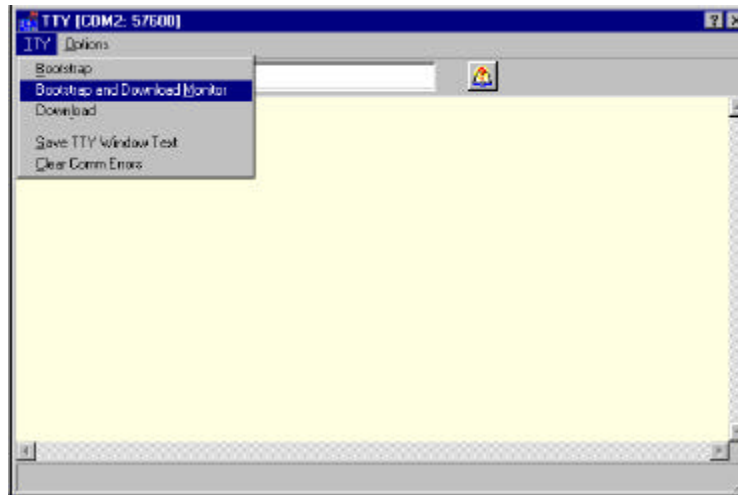 TTY [COM2: 57600]
TTY Options
Bootstrap
Bootstrap and Download Monitor
Download
Save TTY Window Text
Clear Comm Errors